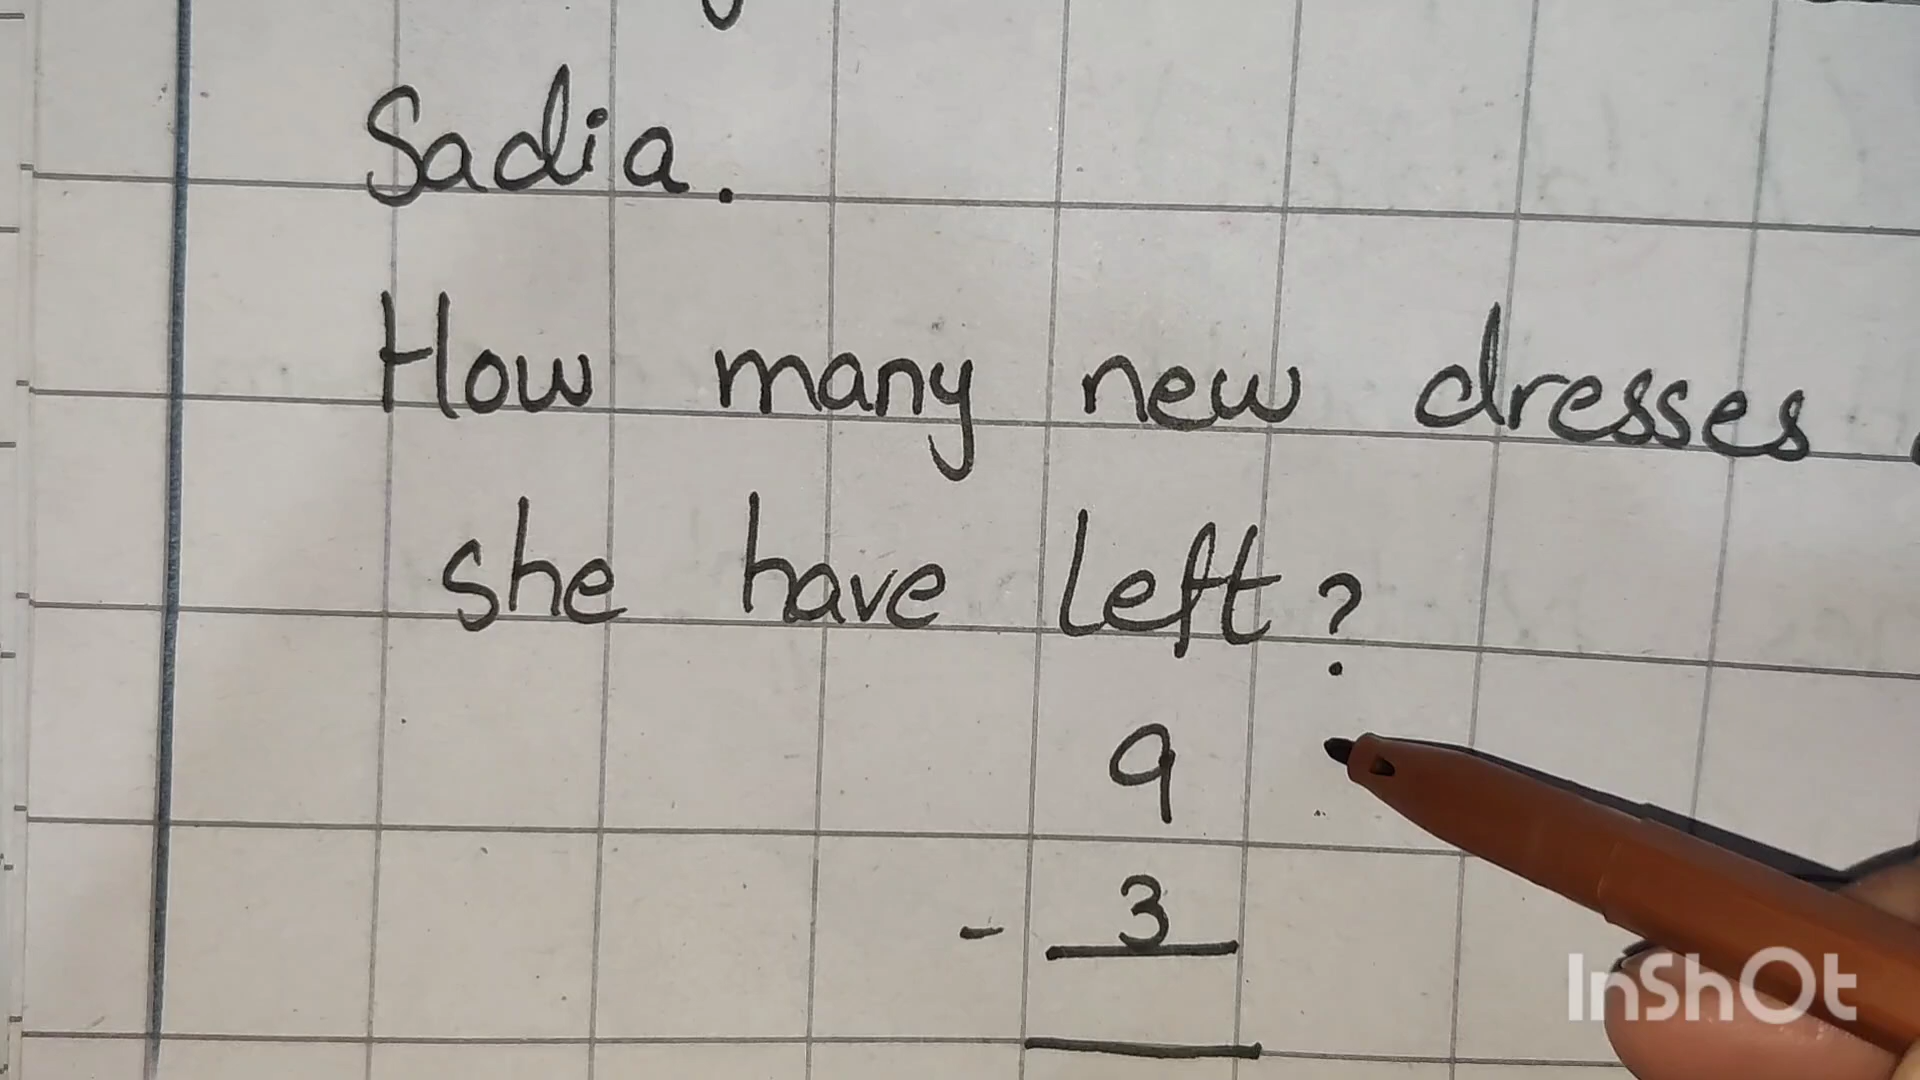 Sadia.
How many new dresses
she have left?
9
- 3
InShOt